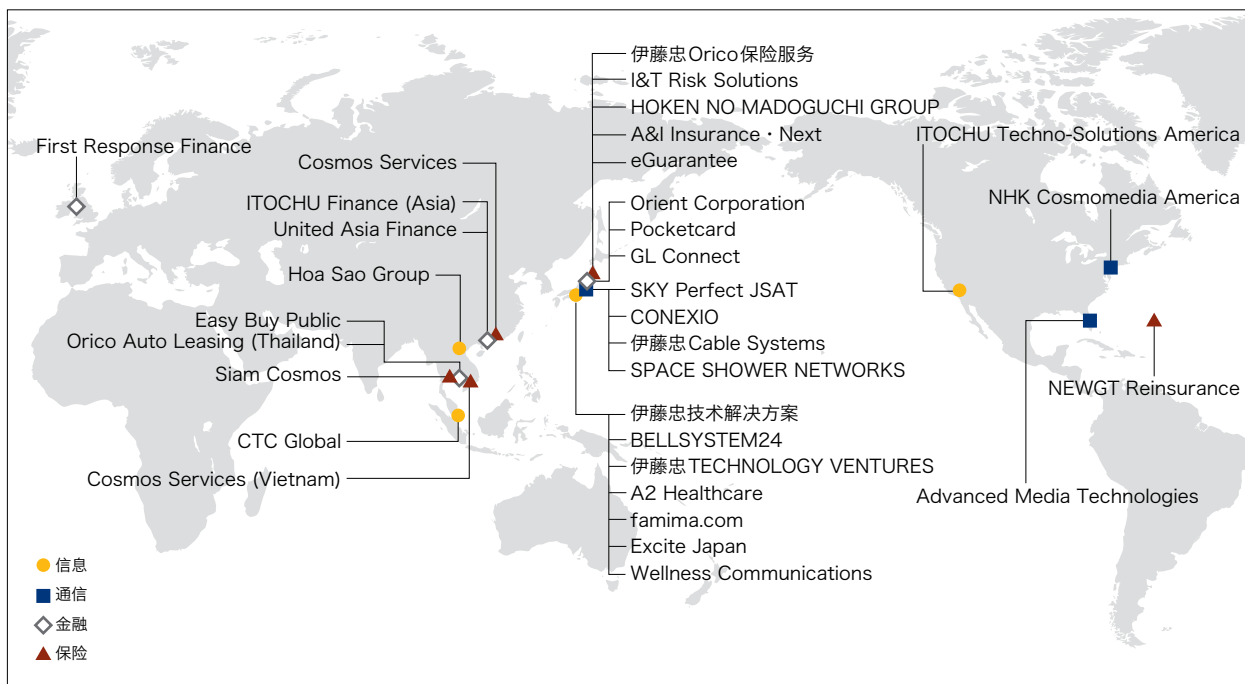 First Response Finance
Cosmos Services
ITOCHU Finance (Asia)
United Asia Finance
Hoa Sao Group
Easy Buy Public
Orico Auto Leasing (Thailand)
Siam Cosmos
CTC Global
Cosmos Services (Vietnam)
伊藤忠Orico保险服务
I&T Risk Solutions
HOKEN NO MADOGUCHI GROUP
A&I Insurance・Next
eGuarantee
Orient Corporation
Pocketcard
GL Connect
SKY Perfect JSAT
CONEXIO
伊藤忠Cable Systems
SPACE SHOWER NETWORKS
伊藤忠技术解决方案
BELLSYSTEM24
伊藤忠TECHNOLOGY VENTURES
A2 Healthcare
famima.com
Excite Japan
Wellness Communications
ITOCHU Techno-Solutions America
NHK Cosmomedia America
NEWGT Reinsurance
Advanced Media Technologies
信息
通信
金融
保险